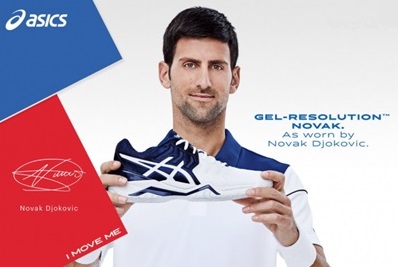 asics
GEL-RESOLUTION™
NOVAK.
As worn by
Novak Djokovic.
Novak Djokovic
I MOVE ME